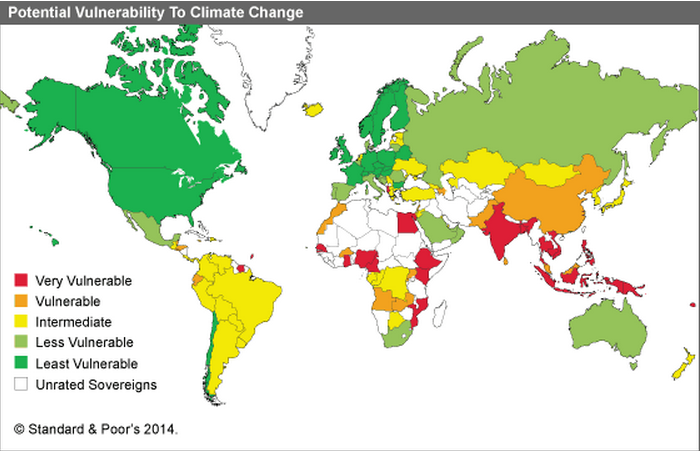 Potential Vulnerability To Climate Change
Very Vulnerable
Vulnerable
Intermediate
Less Vulnerable
Least Vulnerable
Unrated Sovereigns
© Standard & Poor's 2014.